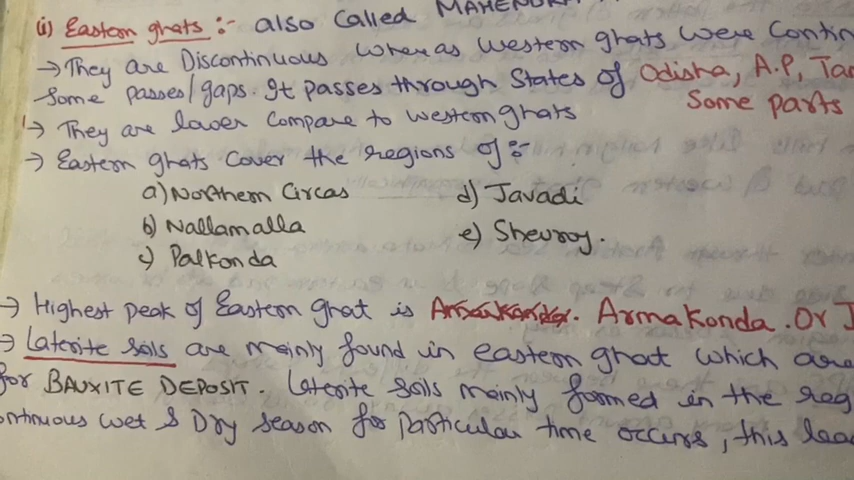 (ii) Eastern ghats :- also called MAHENDRA
→ They are Discontinuous whereas western ghats were Contin
Some passes/gaps. It passes through States of Odisha, A.P, Ta
Some parts
→ They are lower compare to western ghats
→ Eastern ghats cover the regions of :-
a) Northern Circas
d) Javadi
b) Nallamalla
e) Shevroy.
c) Palkonda
→ Highest peak of Eastern ghat is Armakonda. Or J
→ Laterite soils are mainly found in eastern ghat which are
for BAUXITE DEPOSIT. Laterite soils mainly formed in the reg
ontinuous wet & Dry season for particular time occurs, this lea